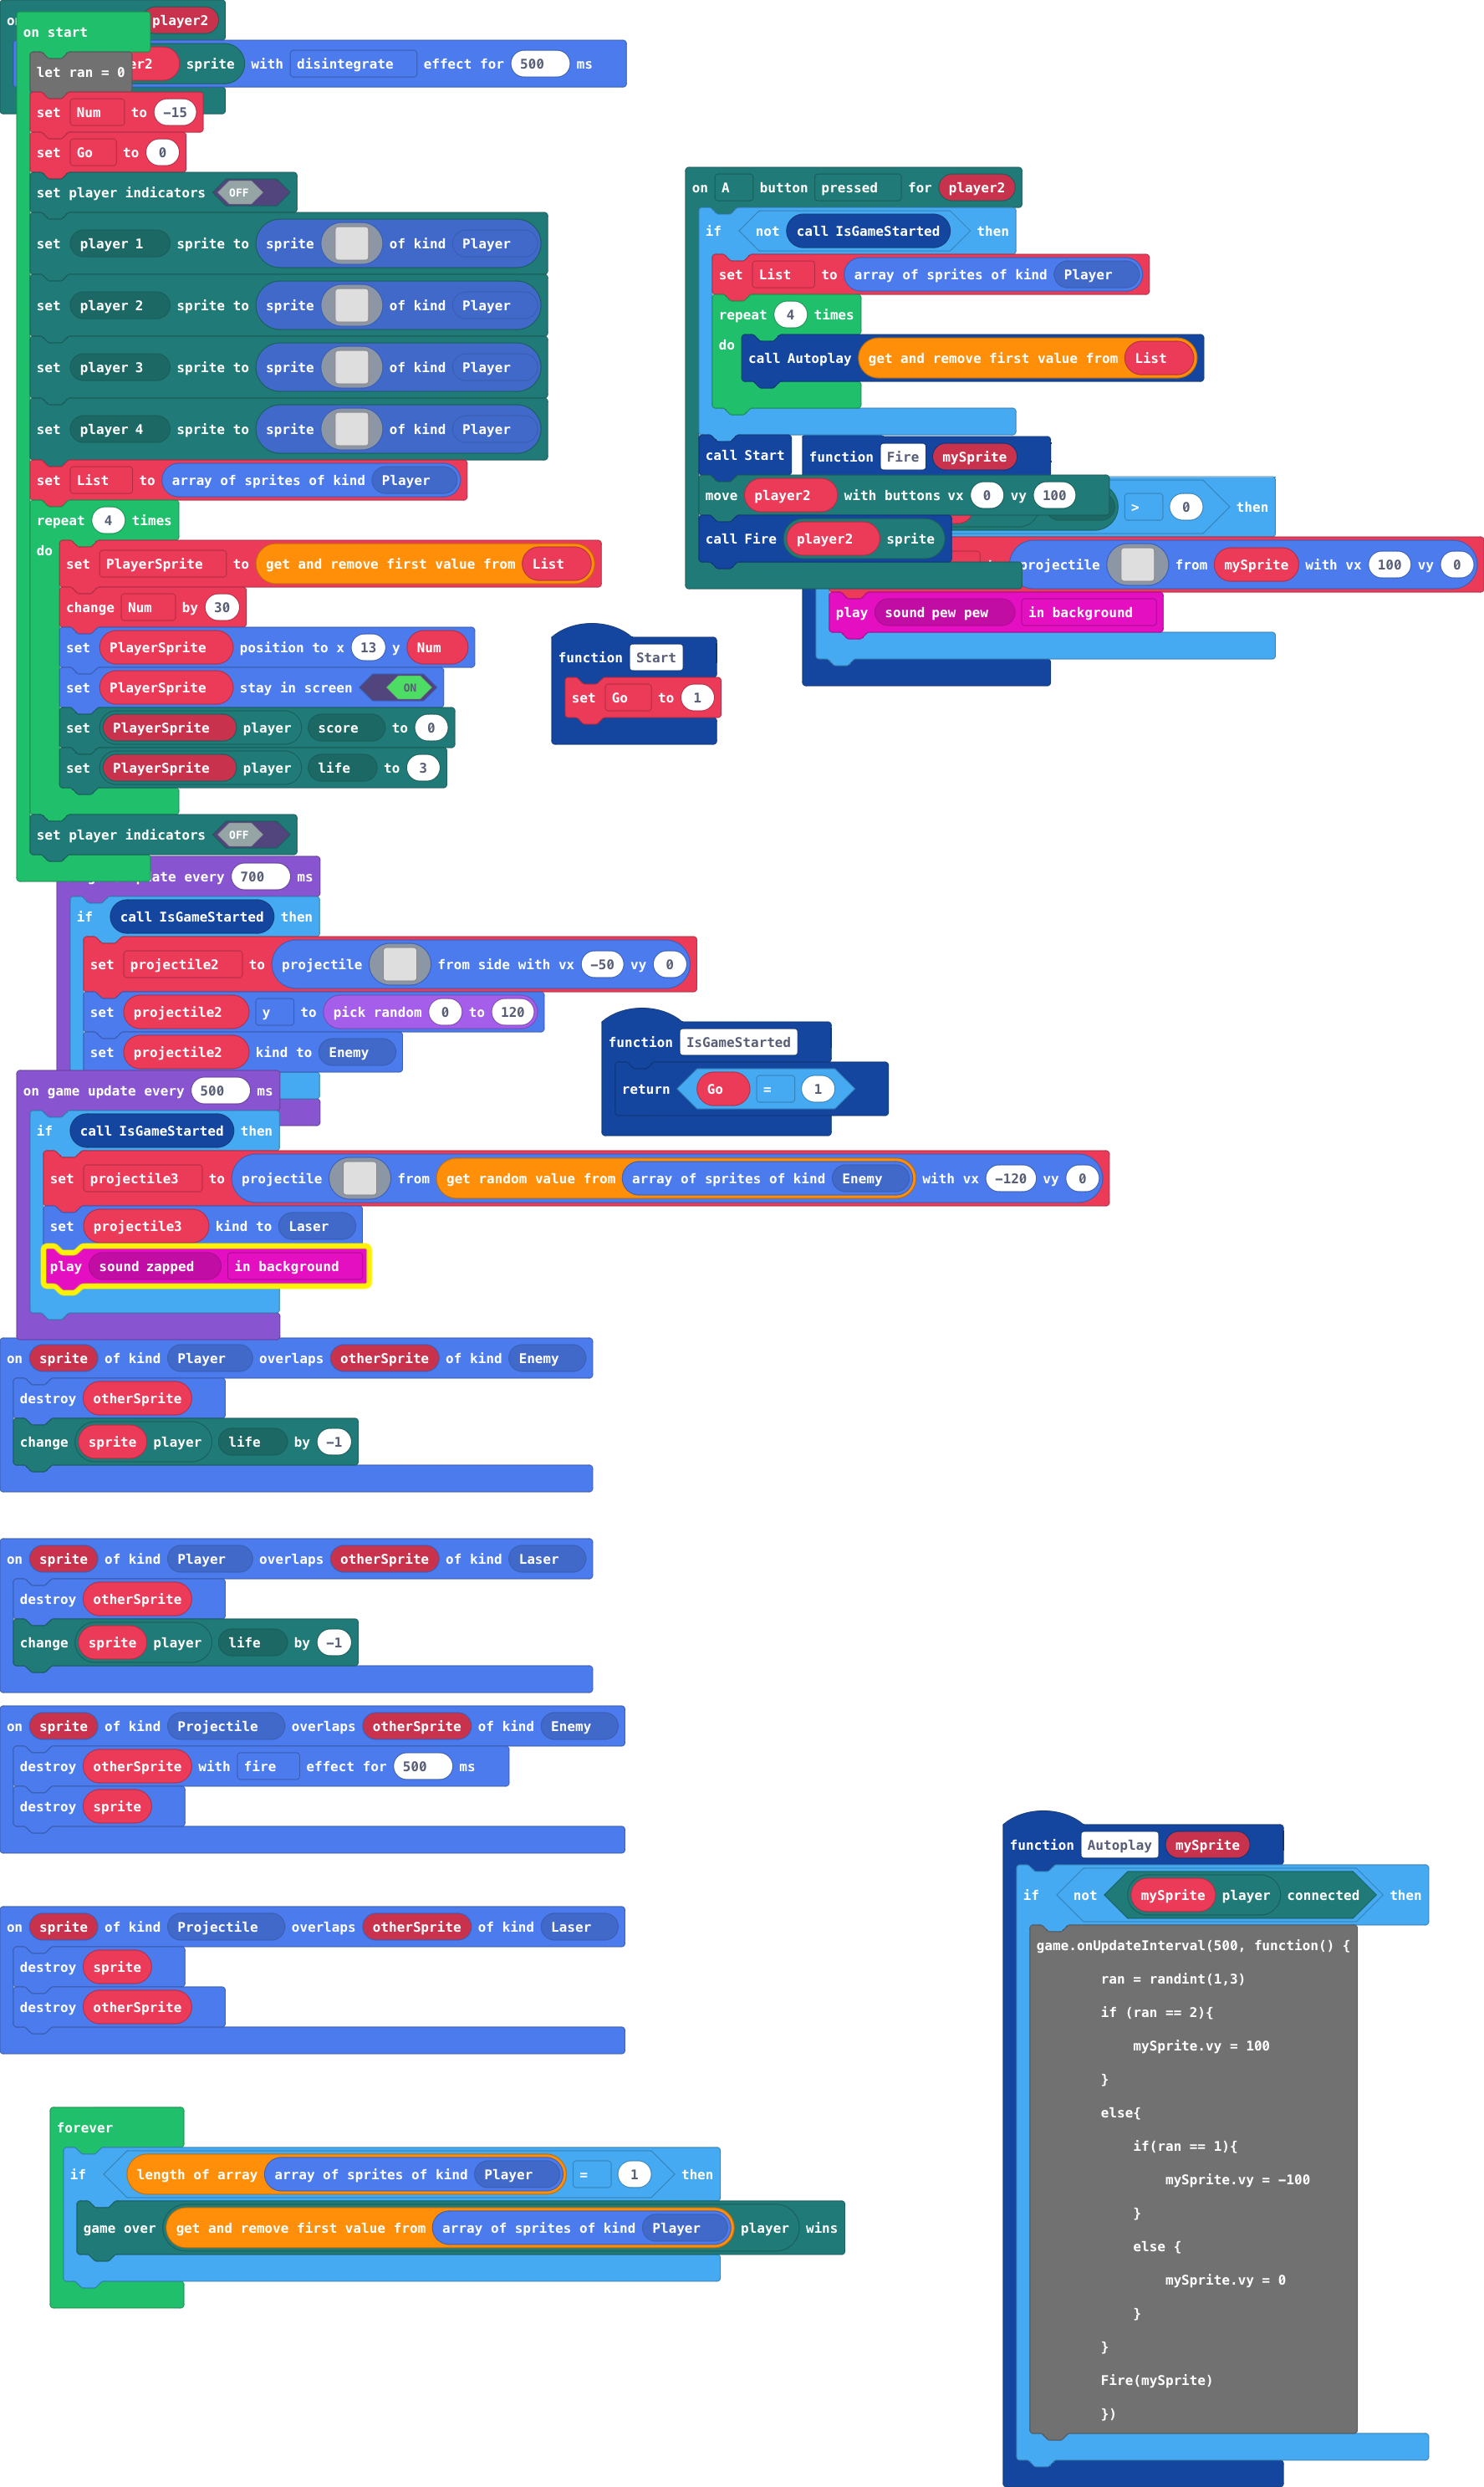 on player2
on start
er2 sprite with disintegrate effect for 500 ms
let ran = 0
set Num to -15
set Go to 0
set player indicators OFF
set player 1 sprite to sprite of kind Player
set player 2 sprite to sprite of kind Player
set player 3 sprite to sprite of kind Player
set player 4 sprite to sprite of kind Player
set List to array of sprites of kind Player
repeat 4 times
do
set PlayerSprite to get and remove first value from List
change Num by 30
set PlayerSprite position to x 13 y Num
set PlayerSprite stay in screen ON
set PlayerSprite player score to 0
set PlayerSprite player life to 3
set player indicators OFF
on A button pressed for player2
if not call IsGameStarted then
set List to array of sprites of kind Player
repeat 4 times
do
call Autoplay get and remove first value from List
call Start
move player2 with buttons vx 0 vy 100
call Fire player2 sprite
function Fire mySprite
> 0 then
projectile from mySprite with vx 100 vy 0
play sound pew pew in background
function Start
set Go to 1
ate every 700 ms
if call IsGameStarted then
set projectile2 to projectile from side with vx -50 vy 0
set projectile2 y to pick random 0 to 120
set projectile2 kind to Enemy
function IsGameStarted
return Go = 1
on game update every 500 ms
if call IsGameStarted then
set projectile3 to projectile from get random value from array of sprites of kind Enemy with vx -120 vy 0
set projectile3 kind to Laser
play sound zapped in background
on sprite of kind Player overlaps otherSprite of kind Enemy
destroy otherSprite
change sprite player life by -1
on sprite of kind Player overlaps otherSprite of kind Laser
destroy otherSprite
change sprite player life by -1
on sprite of kind Projectile overlaps otherSprite of kind Enemy
destroy otherSprite with fire effect for 500 ms
destroy sprite
on sprite of kind Projectile overlaps otherSprite of kind Laser
destroy sprite
destroy otherSprite
forever
if length of array array of sprites of kind Player = 1 then
game over get and remove first value from array of sprites of kind Player player wins
function Autoplay mySprite
if not mySprite player connected then
game.onUpdateInterval(500, function() {
ran = randint(1,3)
if (ran == 2){
mySprite.vy = 100
}
else{
if(ran == 1){
mySprite.vy = -100
}
else {
mySprite.vy = 0
}
}
Fire(mySprite)
})